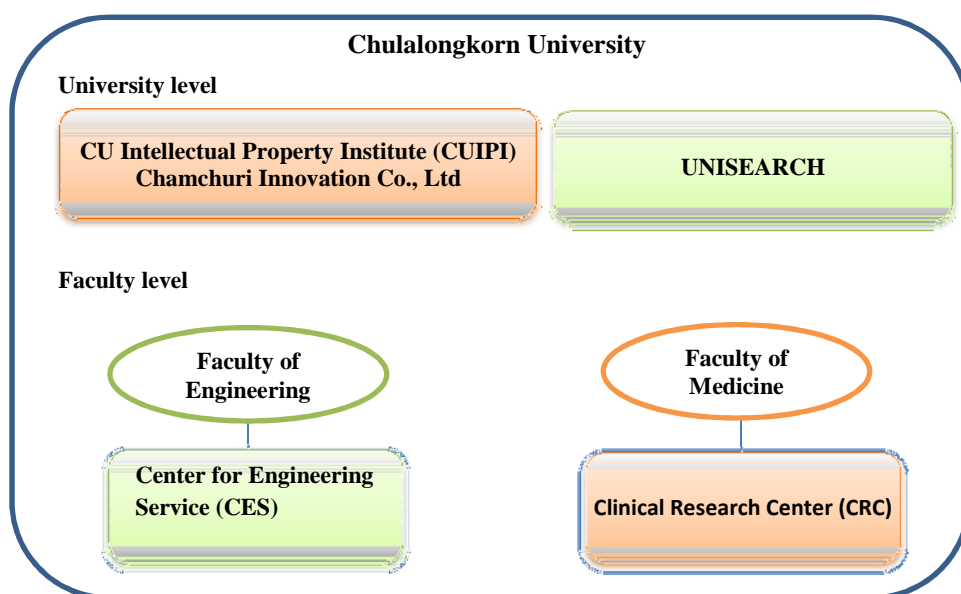 Chulalongkorn University
University level
CU Intellectual Property Institute (CUIPI)
Chamchuri Innovation Co., Ltd
UNISEARCH
Faculty level
Faculty of
Engineering
Faculty of
Medicine
Center for Engineering
Service (CES)
Clinical Research Center (CRC)